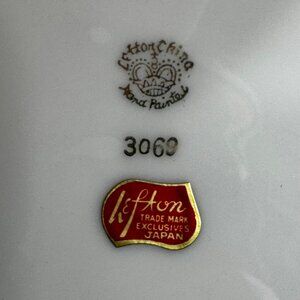 Lefton China
Hand Painted
3069
Lefton
TRADE MARK
EXCLUSIVES
JAPAN